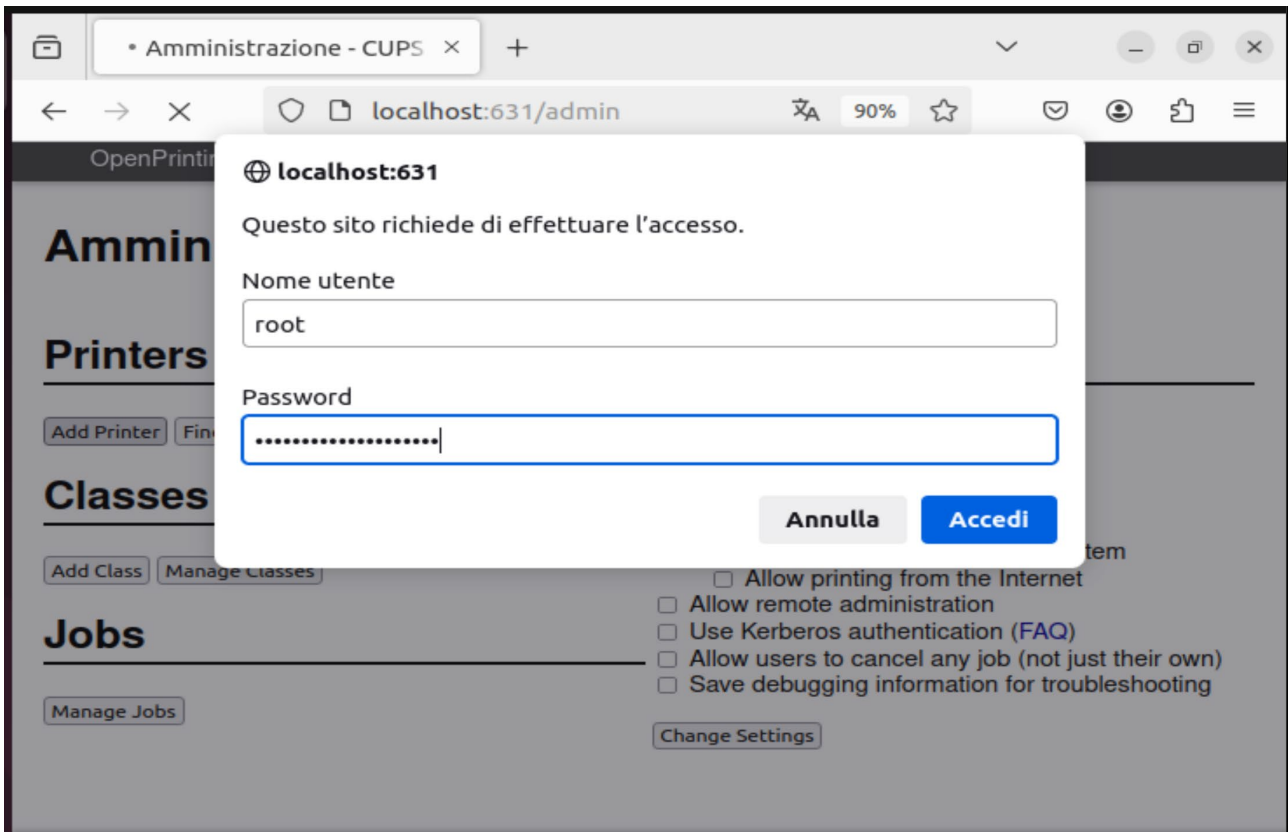 Amministrazione - CUPS
localhost:631/admin
90%
OpenPrintin
localhost:631
Questo sito richiede di effettuare l'accesso.
Nome utente
root
Password
Annulla
Accedi
Ammin
Printers
Add Printer
Classes
Add Class
Manage Classes
Jobs
Manage Jobs
tem
Allow printing from the Internet
Allow remote administration
Use Kerberos authentication (FAQ)
Allow users to cancel any job (not just their own)
Save debugging information for troubleshooting
Change Settings